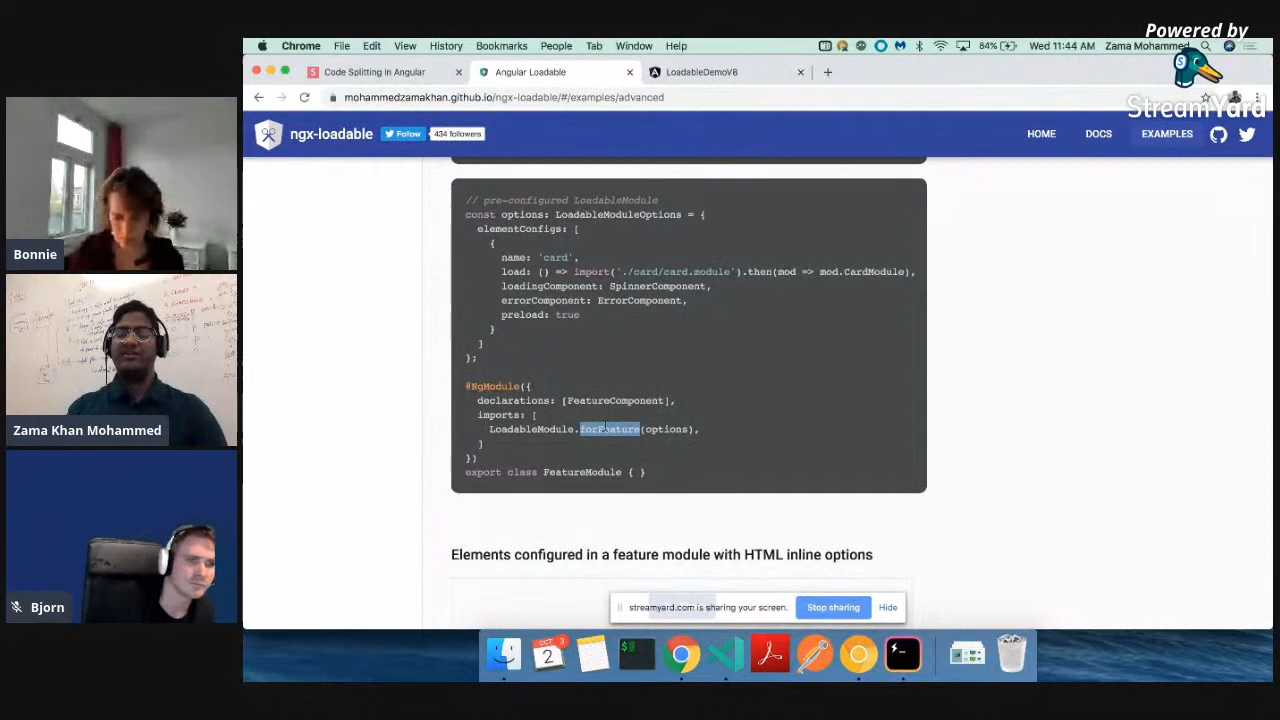 Powered by
StreamYard
Chrome File Edit View History Bookmarks People Tab Window Help 84% Wed 11:44 AM Zama Mohammed
Code Splitting in Angular
Angular Loadable
LoadableDemoV8
mohammedzamakhan.github.io/ngx-loadable/#/examples/advanced
ngx-loadable Follow 434 followers HOME DOCS EXAMPLES
// pre-configured LoadableModule
const options: LoadableModuleOptions = {
elementConfigs: [
{
name: 'card',
load: () => import('./card/card.module').then(mod => mod.CardModule),
loadingComponent: SpinnerComponent,
errorComponent: ErrorComponent,
preload: true
}
]
};
@NgModule({
declarations: [FeatureComponent],
imports: [
LoadableModule.forFeature(options),
]
})
export class FeatureModule { }
Elements configured in a feature module with HTML inline options
streamyard.com is sharing your screen. Stop sharing Hide
OCT
2
3
Bonnie
Zama Khan Mohammed
Bjorn